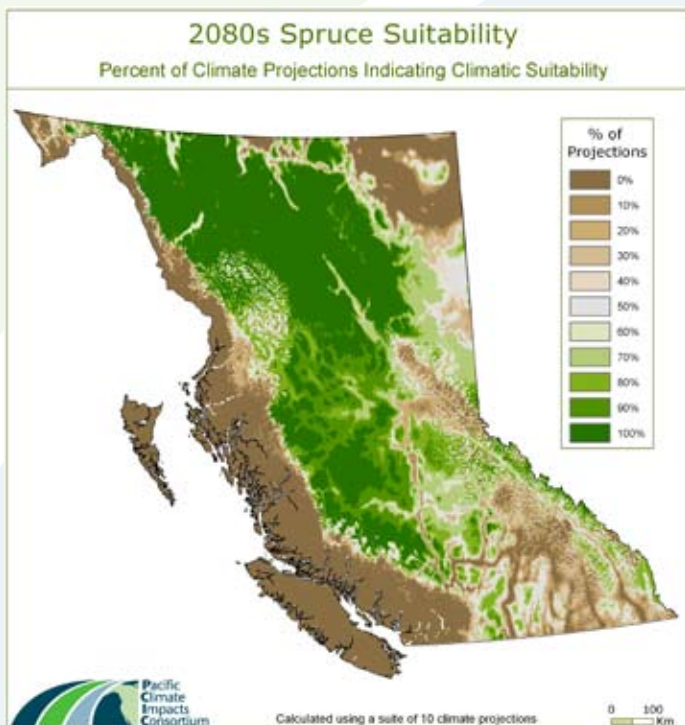 2080s Spruce Suitability
Percent of Climate Projections Indicating Climatic Suitability
% of
Projections
0%
10%
20%
30%
40%
50%
60%
70%
80%
90%
100%
Pacific
Climate
Impacts
Consortium
Calculated using a suite of 10 climate projections
0 100
Km